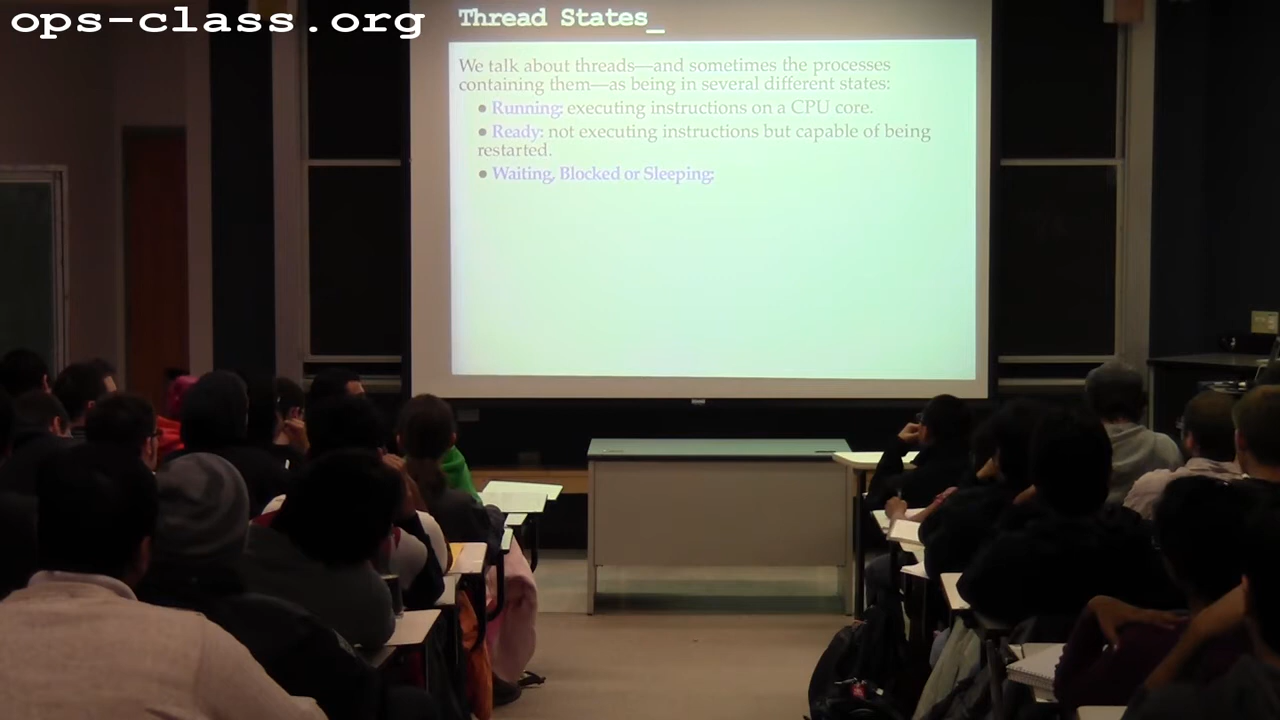 ops-class.org
Thread States_
We talk about threads—and sometimes the processes
containing them—as being in several different states:
● Running: executing instructions on a CPU core.
● Ready: not executing instructions but capable of being
restarted.
● Waiting, Blocked or Sleeping: